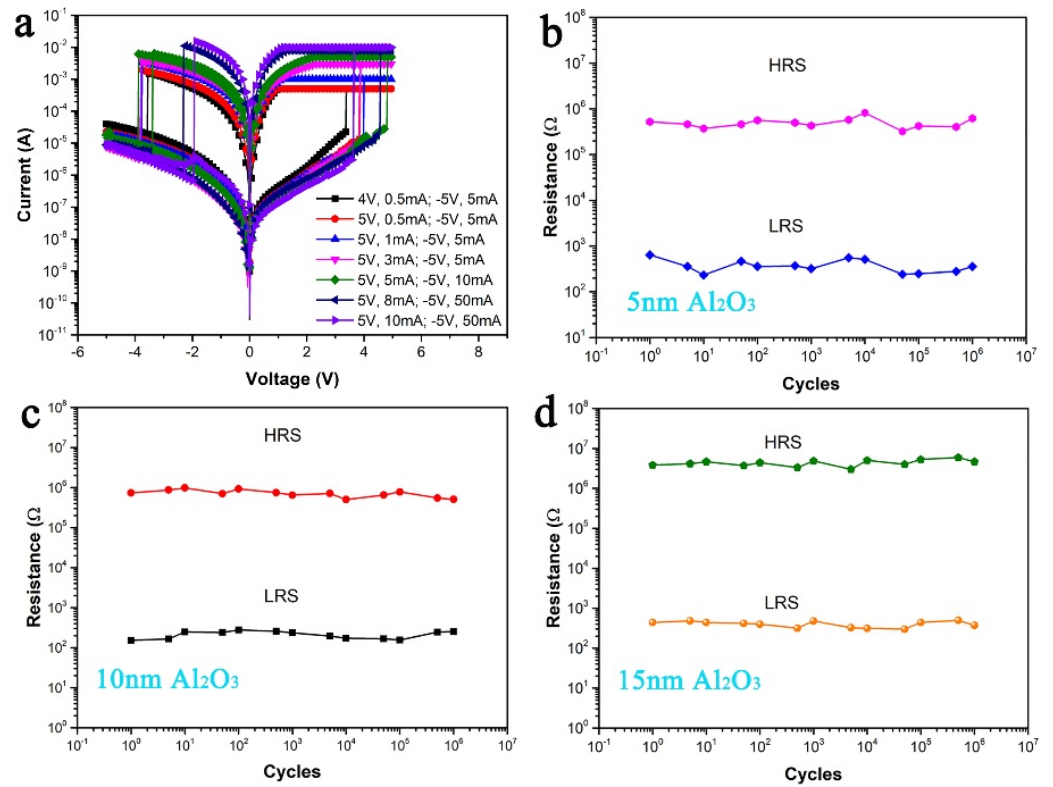 a
10⁻¹
10⁻²
10⁻³
10⁻⁴
10⁻⁵
10⁻⁶
10⁻⁷
10⁻⁸
10⁻⁹
10⁻¹⁰
10⁻¹¹
Current (A)
4V, 0.5mA; -5V, 5mA
5V, 0.5mA; -5V, 5mA
5V, 1mA; -5V, 5mA
5V, 3mA; -5V, 5mA
5V, 5mA; -5V, 10mA
5V, 8mA; -5V, 50mA
5V, 10mA; -5V, 50mA
-6 -4 -2 0 2 4 6 8
Voltage (V)
b
10⁸
10⁷
10⁶
10⁵
10⁴
10³
10²
10¹
Resistance (Ω
HRS
LRS
5nm Al₂O₃
10⁻¹ 10⁰ 10¹ 10² 10³ 10⁴ 10⁵ 10⁶ 10⁷
Cycles
c
10⁸
10⁷
10⁶
10⁵
10⁴
10³
10²
10¹
10⁰
Resistance (Ω
HRS
LRS
10nm Al₂O₃
10⁻¹ 10⁰ 10¹ 10² 10³ 10⁴ 10⁵ 10⁶ 10⁷
Cycles
d
10⁸
10⁷
10⁶
10⁵
10⁴
10³
10²
10¹
10⁰
Resistance (Ω
HRS
LRS
15nm Al₂O₃
10⁻¹ 10⁰ 10¹ 10² 10³ 10⁴ 10⁵ 10⁶ 10⁷
Cycles